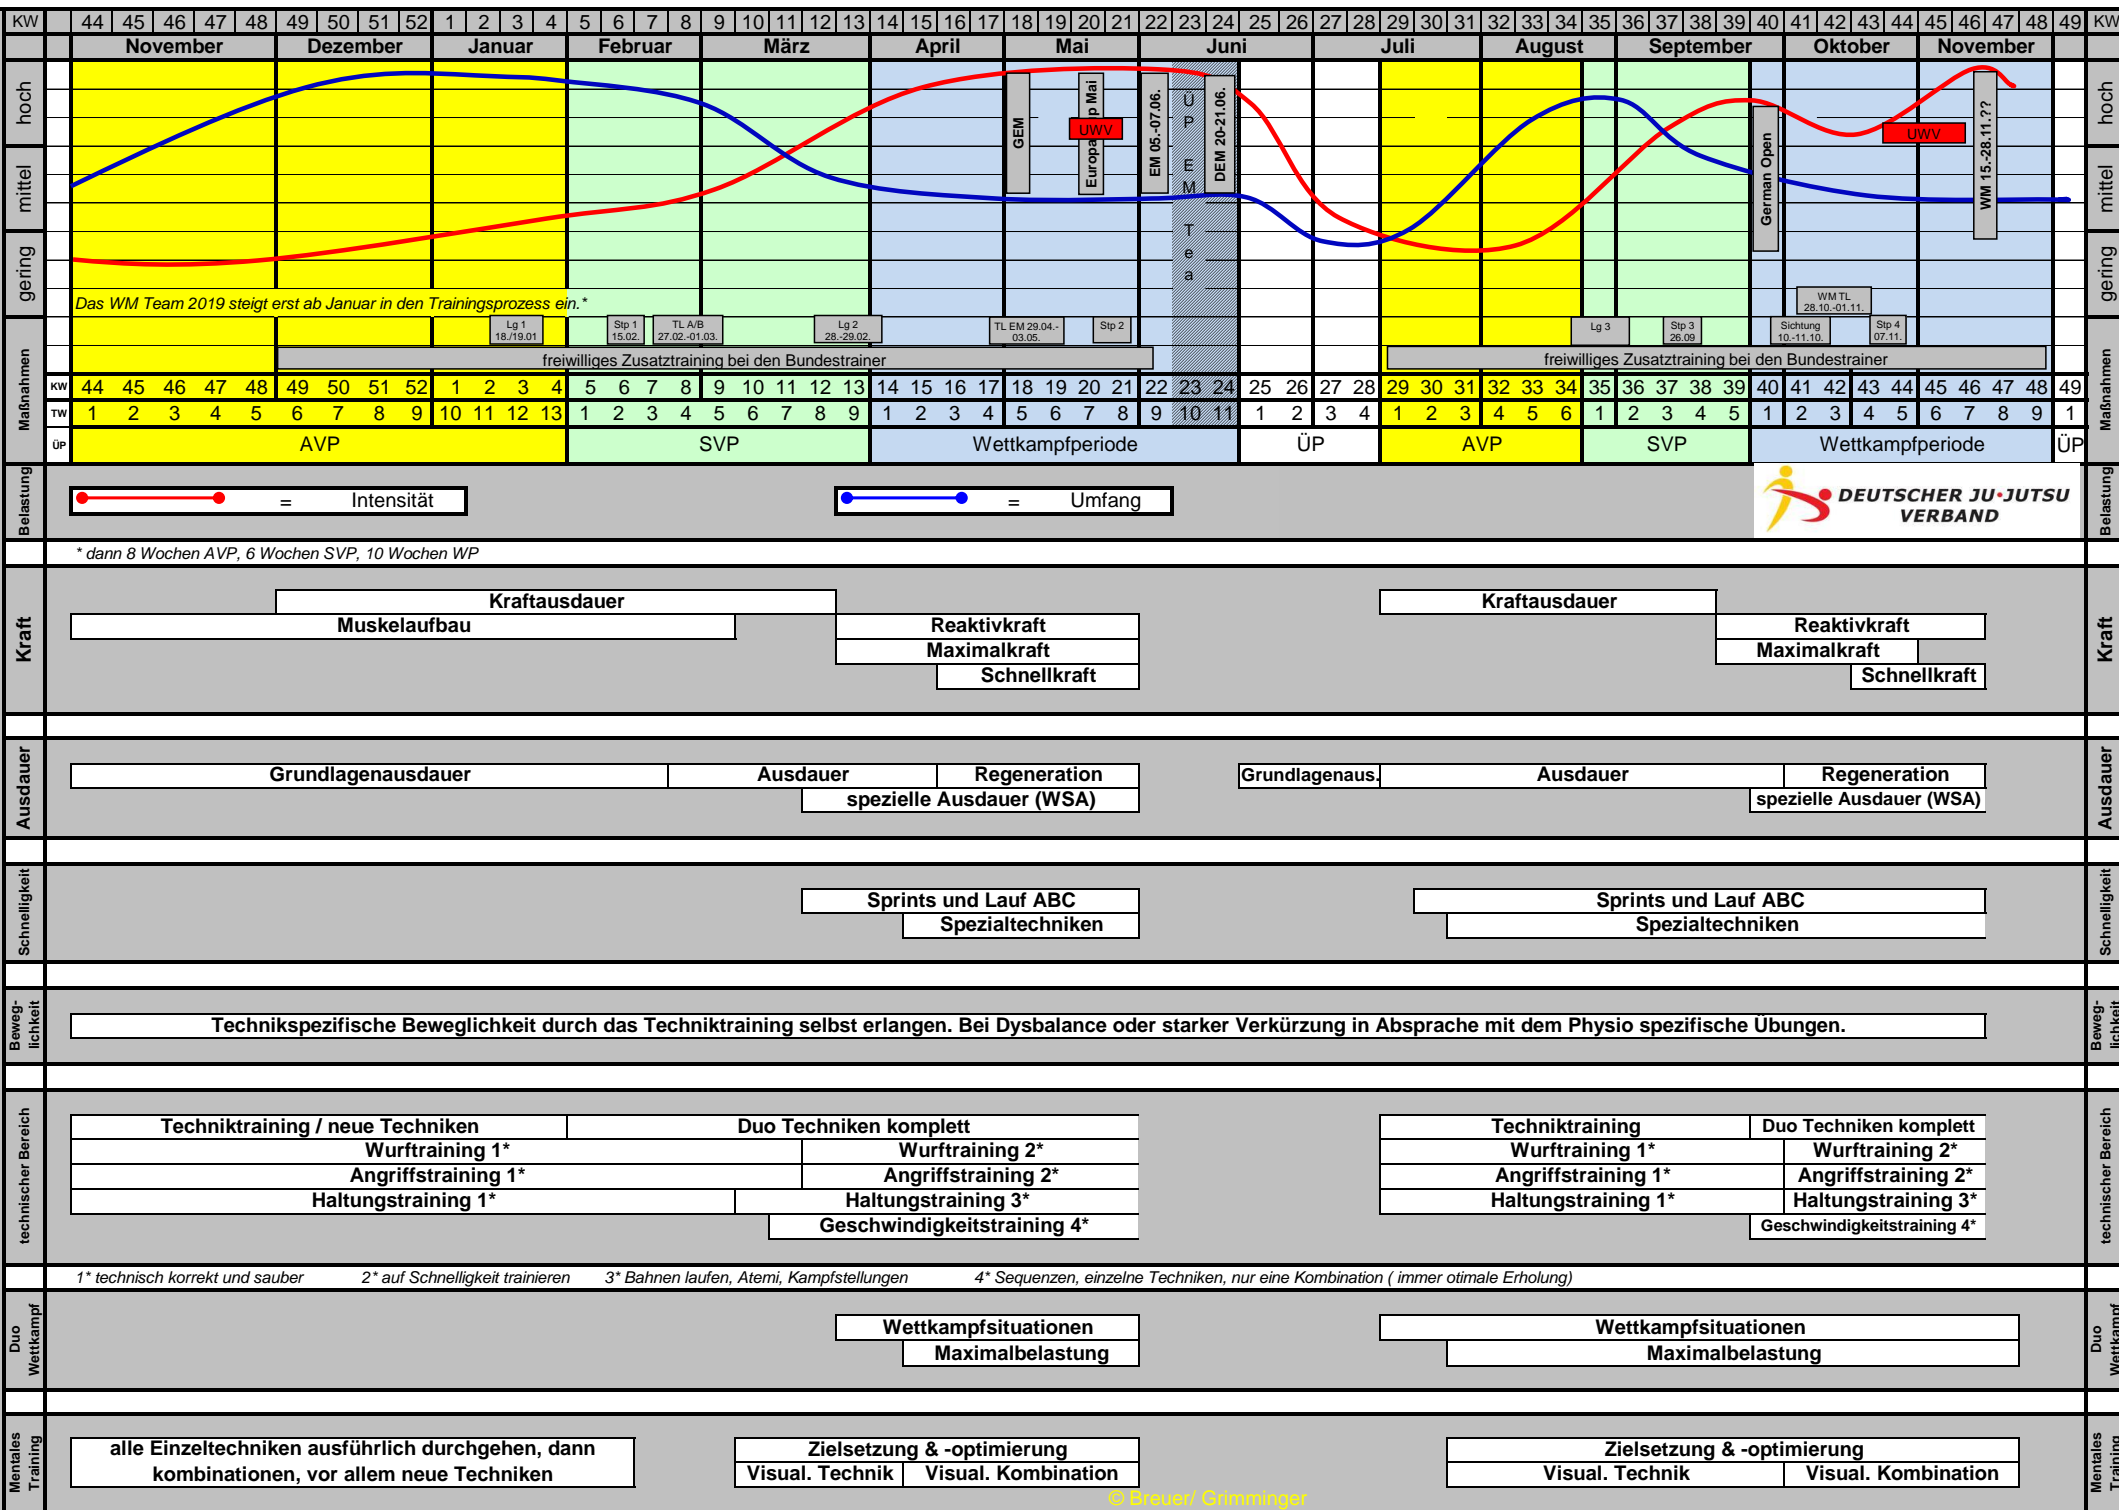 KW 44 45 46 47 48 49 50 51 52 1 2 3 4 5 6 7 8 9 10 11 12 13 14 15 16 17 18 19 20 21 22 23 24 25 26 27 28 29 30 31 32 33 34 35 36 37 38 39 40 41 42 43 44 45 46 47 48 49 KW
November Dezember Januar Februar März April Mai Juni Juli August September Oktober November
hoch
mittel
gering
GEM
Europa p Mai
UWV
EM 05.-07.06.
ÜP EM Tea
DEM 20-21.06.
German Open
UWV
WM 15.-28.11.??
hoch
mittel
gering
Das WM Team 2019 steigt erst ab Januar in den Trainingsprozess ein.*
WM TL
28.10.-01.11.
Maßnahmen
Lg 1
18./19.01
Stp 1
15.02.
TL A/B
27.02.-01.03.
Lg 2
28.-29.02.
TL EM 29.04.-
03.05.
Stp 2
Lg 3
Stp 3
26.09
Sichtung
10.-11.10.
Stp 4
07.11.
Maßnahmen
freiwilliges Zusatztraining bei den Bundestrainer
freiwilliges Zusatztraining bei den Bundestrainer
KW 44 45 46 47 48 49 50 51 52 1 2 3 4 5 6 7 8 9 10 11 12 13 14 15 16 17 18 19 20 21 22 23 24 25 26 27 28 29 30 31 32 33 34 35 36 37 38 39 40 41 42 43 44 45 46 47 48 49
TW 1 2 3 4 5 6 7 8 9 10 11 12 13 1 2 3 4 5 6 7 8 9 1 2 3 4 5 6 7 8 9 10 11 1 2 3 4 1 2 3 4 5 6 1 2 3 4 5 1 2 3 4 5 6 7 8 9 1
ÜP AVP SVP Wettkampfperiode ÜP AVP SVP Wettkampfperiode ÜP
Belastung
= Intensität
= Umfang
DEUTSCHER JU-JUTSU
VERBAND
Belastung
* dann 8 Wochen AVP, 6 Wochen SVP, 10 Wochen WP
Kraft
Kraftausdauer Kraftausdauer
Muskelaufbau Reaktivkraft Reaktivkraft
Maximalkraft Maximalkraft
Schnellkraft Schnellkraft
Kraft
Ausdauer
Grundlagenausdauer Ausdauer Regeneration Grundlagenaus. Ausdauer Regeneration
spezielle Ausdauer (WSA) spezielle Ausdauer (WSA)
Ausdauer
Schnelligkeit
Sprints und Lauf ABC Sprints und Lauf ABC
Spezialtechniken Spezialtechniken
Schnelligkeit
Beweg-
lichkeit
Technikspezifische Beweglichkeit durch das Techniktraining selbst erlangen. Bei Dysbalance oder starker Verkürzung in Absprache mit dem Physio spezifische Übungen.
Beweg-
lichkeit
technischer Bereich
Techniktraining / neue Techniken Duo Techniken komplett Techniktraining Duo Techniken komplett
Wurftraining 1* Wurftraining 2* Wurftraining 1* Wurftraining 2*
Angriffstraining 1* Angriffstraining 2* Angriffstraining 1* Angriffstraining 2*
Haltungstraining 1* Haltungstraining 3* Haltungstraining 1* Haltungstraining 3*
Geschwindigkeitstraining 4* Geschwindigkeitstraining 4*
technischer Bereich
1* technisch korrekt und sauber 2* auf Schnelligkeit trainieren 3* Bahnen laufen, Atemi, Kampfstellungen 4* Sequenzen, einzelne Techniken, nur eine Kombination ( immer otimale Erholung)
Duo
Wettkampf
Wettkampfsituationen Wettkampfsituationen
Maximalbelastung Maximalbelastung
Duo
Wettkampf
Mentales
Training
alle Einzeltechniken ausführlich durchgehen, dann
kombinationen, vor allem neue Techniken
Zielsetzung & -optimierung Zielsetzung & -optimierung
Visual. Technik Visual. Kombination Visual. Technik Visual. Kombination
Mentales
Training
© Breuer/ Grimminger